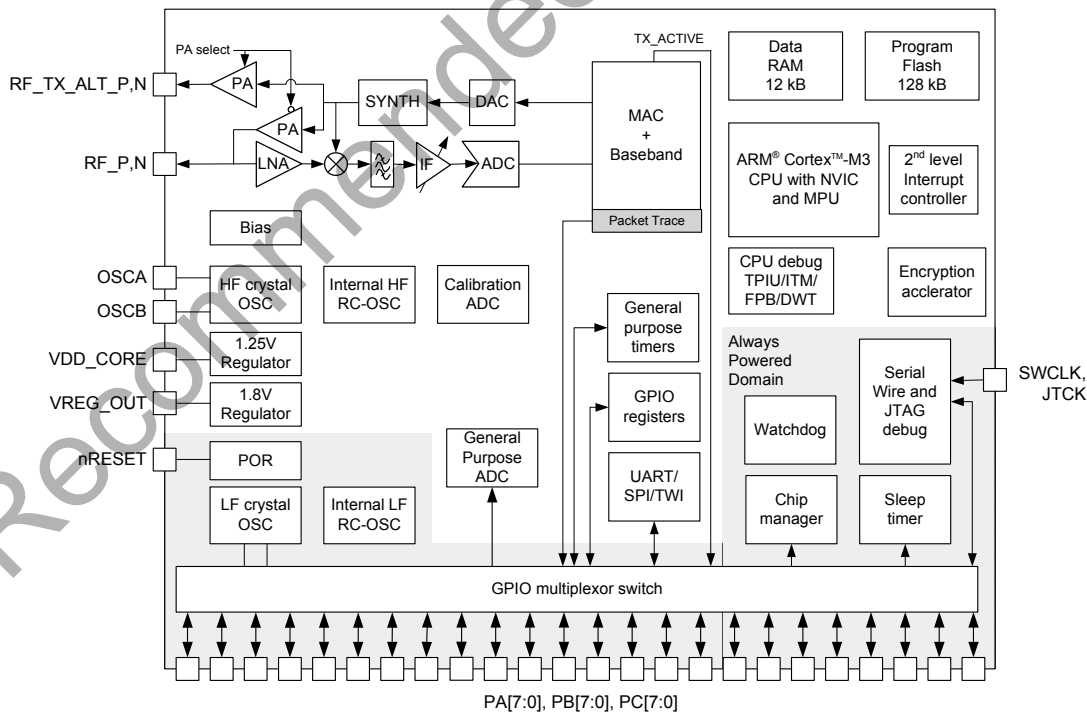 Recommended
PA select
TX_ACTIVE
RF_TX_ALT_P,N
PA
SYNTH
DAC
MAC
+
Baseband
Data
RAM
12 kB
Program
Flash
128 kB
PA
RF_P,N
LNA
IF
ADC
ARM® Cortex™-M3
CPU with NVIC
and MPU
2nd level
Interrupt
controller
Packet Trace
Bias
OSCA
OSCB
HF crystal
OSC
Internal HF
RC-OSC
Calibration
ADC
CPU debug
TPIU/ITM/
FPB/DWT
Encryption
acclerator
General
purpose
timers
VDD_CORE
1.25V
Regulator
Always
Powered
Domain
Serial
Wire and
JTAG
debug
SWCLK,
JTCK
VREG_OUT
1.8V
Regulator
GPIO
registers
Watchdog
nRESET
POR
General
Purpose
ADC
UART/
SPI/TWI
LF crystal
OSC
Internal LF
RC-OSC
Chip
manager
Sleep
timer
GPIO multiplexor switch
PA[7:0], PB[7:0], PC[7:0]